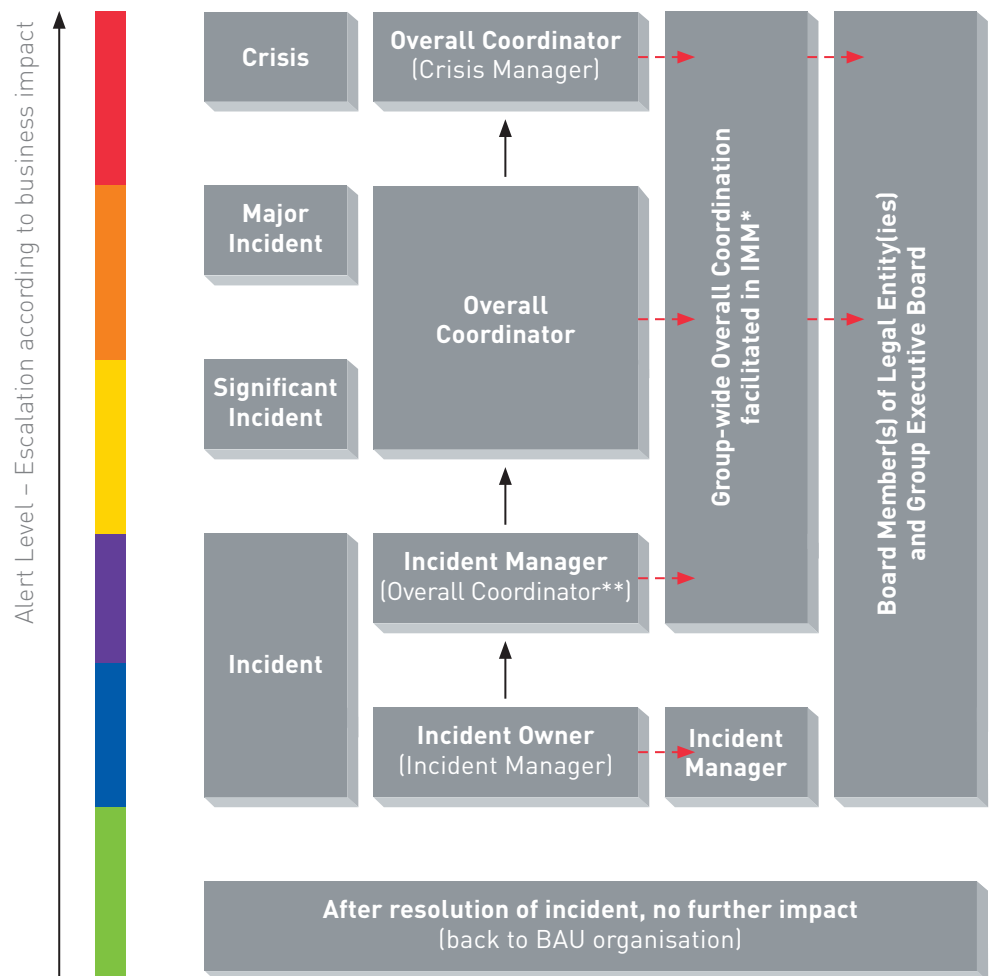 Alert Level – Escalation according to business impact
Crisis
Overall Coordinator
(Crisis Manager)
Major
Incident
Overall
Coordinator
Significant
Incident
Group-wide Overall Coordination
facilitated in IMM*
Board Member(s) of Legal Entity(ies)
and Group Executive Board
Incident
Incident Manager
(Overall Coordinator**)
Incident Owner
(Incident Manager)
Incident
Manager
After resolution of incident, no further impact
(back to BAU organisation)